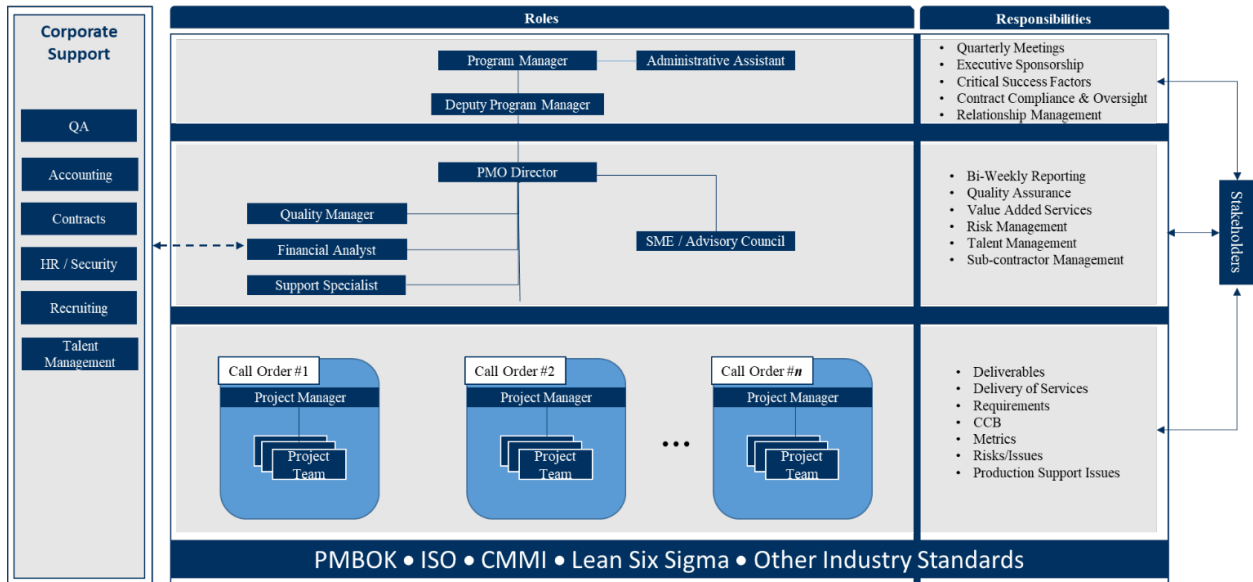 Corporate
Support
QA
Accounting
Contracts
HR / Security
Recruiting
Talent
Management
Roles
Responsibilities
Program Manager
Administrative Assistant
Deputy Program Manager
• Quarterly Meetings
• Executive Sponsorship
• Critical Success Factors
• Contract Compliance & Oversight
• Relationship Management
PMO Director
Quality Manager
Financial Analyst
Support Specialist
SME / Advisory Council
• Bi-Weekly Reporting
• Quality Assurance
• Value Added Services
• Risk Management
• Talent Management
• Sub-contractor Management
Call Order #1
Project Manager
Project
Team
Call Order #2
Project Manager
Project
Team
•••
Call Order #n
Project Manager
Project
Team
• Deliverables
• Delivery of Services
• Requirements
• CCB
• Metrics
• Risks/Issues
• Production Support Issues
Stakeholders
PMBOK • ISO • CMMI • Lean Six Sigma • Other Industry Standards